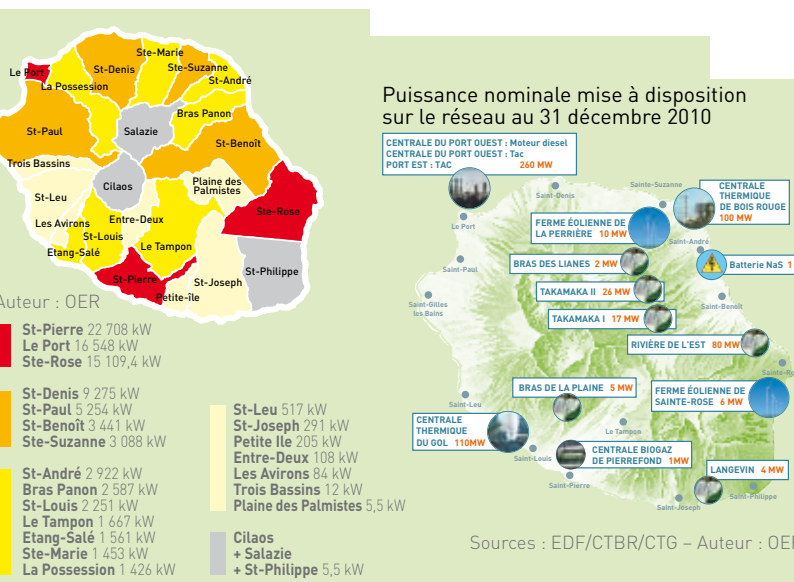 Ste-Marie
Le Port
St-Denis
Ste-Suzanne
St-André
La Possession
Bras Panon
St-Paul
Salazie
St-Benoît
Trois Bassins
Cilaos
Plaine des
Palmistes
St-Leu
Ste-Rose
Les Avirons
Entre-Deux
St-Louis
Le Tampon
Etang-Salé
St-Pierre
St-Joseph
St-Philippe
Petite-île
Auteur : OER
St-Pierre 22 708 kW
Le Port 16 548 kW
Ste-Rose 15 109,4 kW
St-Denis 9 275 kW
St-Paul 5 254 kW
St-Benoît 3 441 kW
Ste-Suzanne 3 088 kW
St-André 2 922 kW
Bras Panon 2 587 kW
St-Louis 2 251 kW
Le Tampon 1 667 kW
Etang-Salé 1 561 kW
Ste-Marie 1 453 kW
La Possession 1 426 kW
St-Leu 517 kW
St-Joseph 291 kW
Petite Ile 205 kW
Entre-Deux 108 kW
Les Avirons 84 kW
Trois Bassins 12 kW
Plaine des Palmistes 5,5 kW
Cilaos
+ Salazie
+ St-Philippe 5,5 kW
Puissance nominale mise à disposition
sur le réseau au 31 décembre 2010
CENTRALE DU PORT OUEST : Moteur diesel
CENTRALE DU PORT OUEST : Tac
PORT EST : TAC 260 MW
Saint-Denis
Sainte-Suzanne
CENTRALE
THERMIQUE
DE BOIS ROUGE
100 MW
Le Port
FERME ÉOLIENNE DE
LA PERRIÈRE 10 MW
Saint-André
Saint-Paul
BRAS DES LIANES 2 MW
Batterie NaS 1
TAKAMAKA II 26 MW
Saint-Gilles
les Bains
Saint-Benoît
TAKAMAKA I 17 MW
RIVIÈRE DE L'EST 80 MW
Sainte-Ro
BRAS DE LA PLAINE 5 MW
FERME ÉOLIENNE DE
SAINTE-ROSE 6 MW
Saint-Leu
CENTRALE
THERMIQUE
DU GOL 110MW
Le Tampon
Saint-Louis
CENTRALE BIOGAZ
DE PIERREFOND 1MW
LANGEVIN 4 MW
Saint-Pierre
Saint-Philippe
Saint-Joseph
Sources : EDF/CTBR/CTG – Auteur : OER